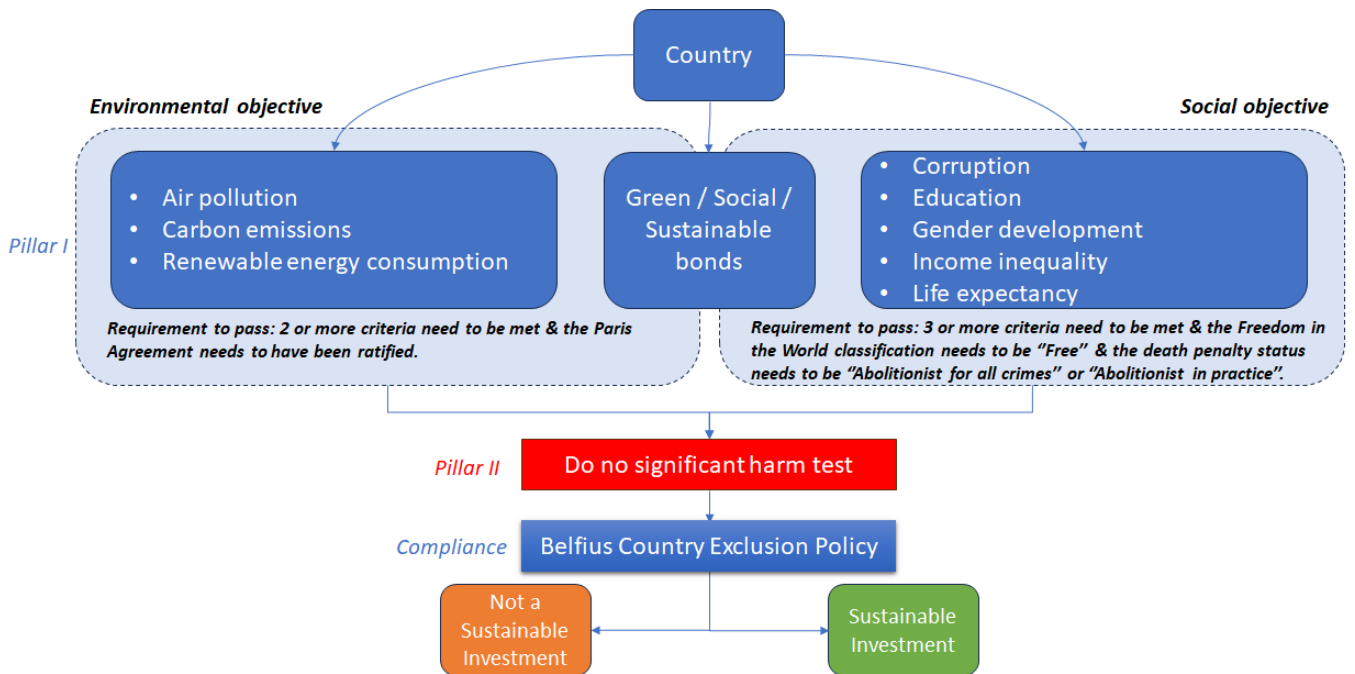 Country
Environmental objective
Social objective
Pillar I
• Air pollution
• Carbon emissions
• Renewable energy consumption
Green / Social /
Sustainable
bonds
• Corruption
• Education
• Gender development
• Income inequality
• Life expectancy
Requirement to pass: 2 or more criteria need to be met & the Paris
Agreement needs to have been ratified.
Requirement to pass: 3 or more criteria need to be met & the Freedom in
the World classification needs to be “Free” & the death penalty status
needs to be “Abolitionist for all crimes” or “Abolitionist in practice”.
Pillar II
Do no significant harm test
Compliance
Belfius Country Exclusion Policy
Not a
Sustainable
Investment
Sustainable
Investment